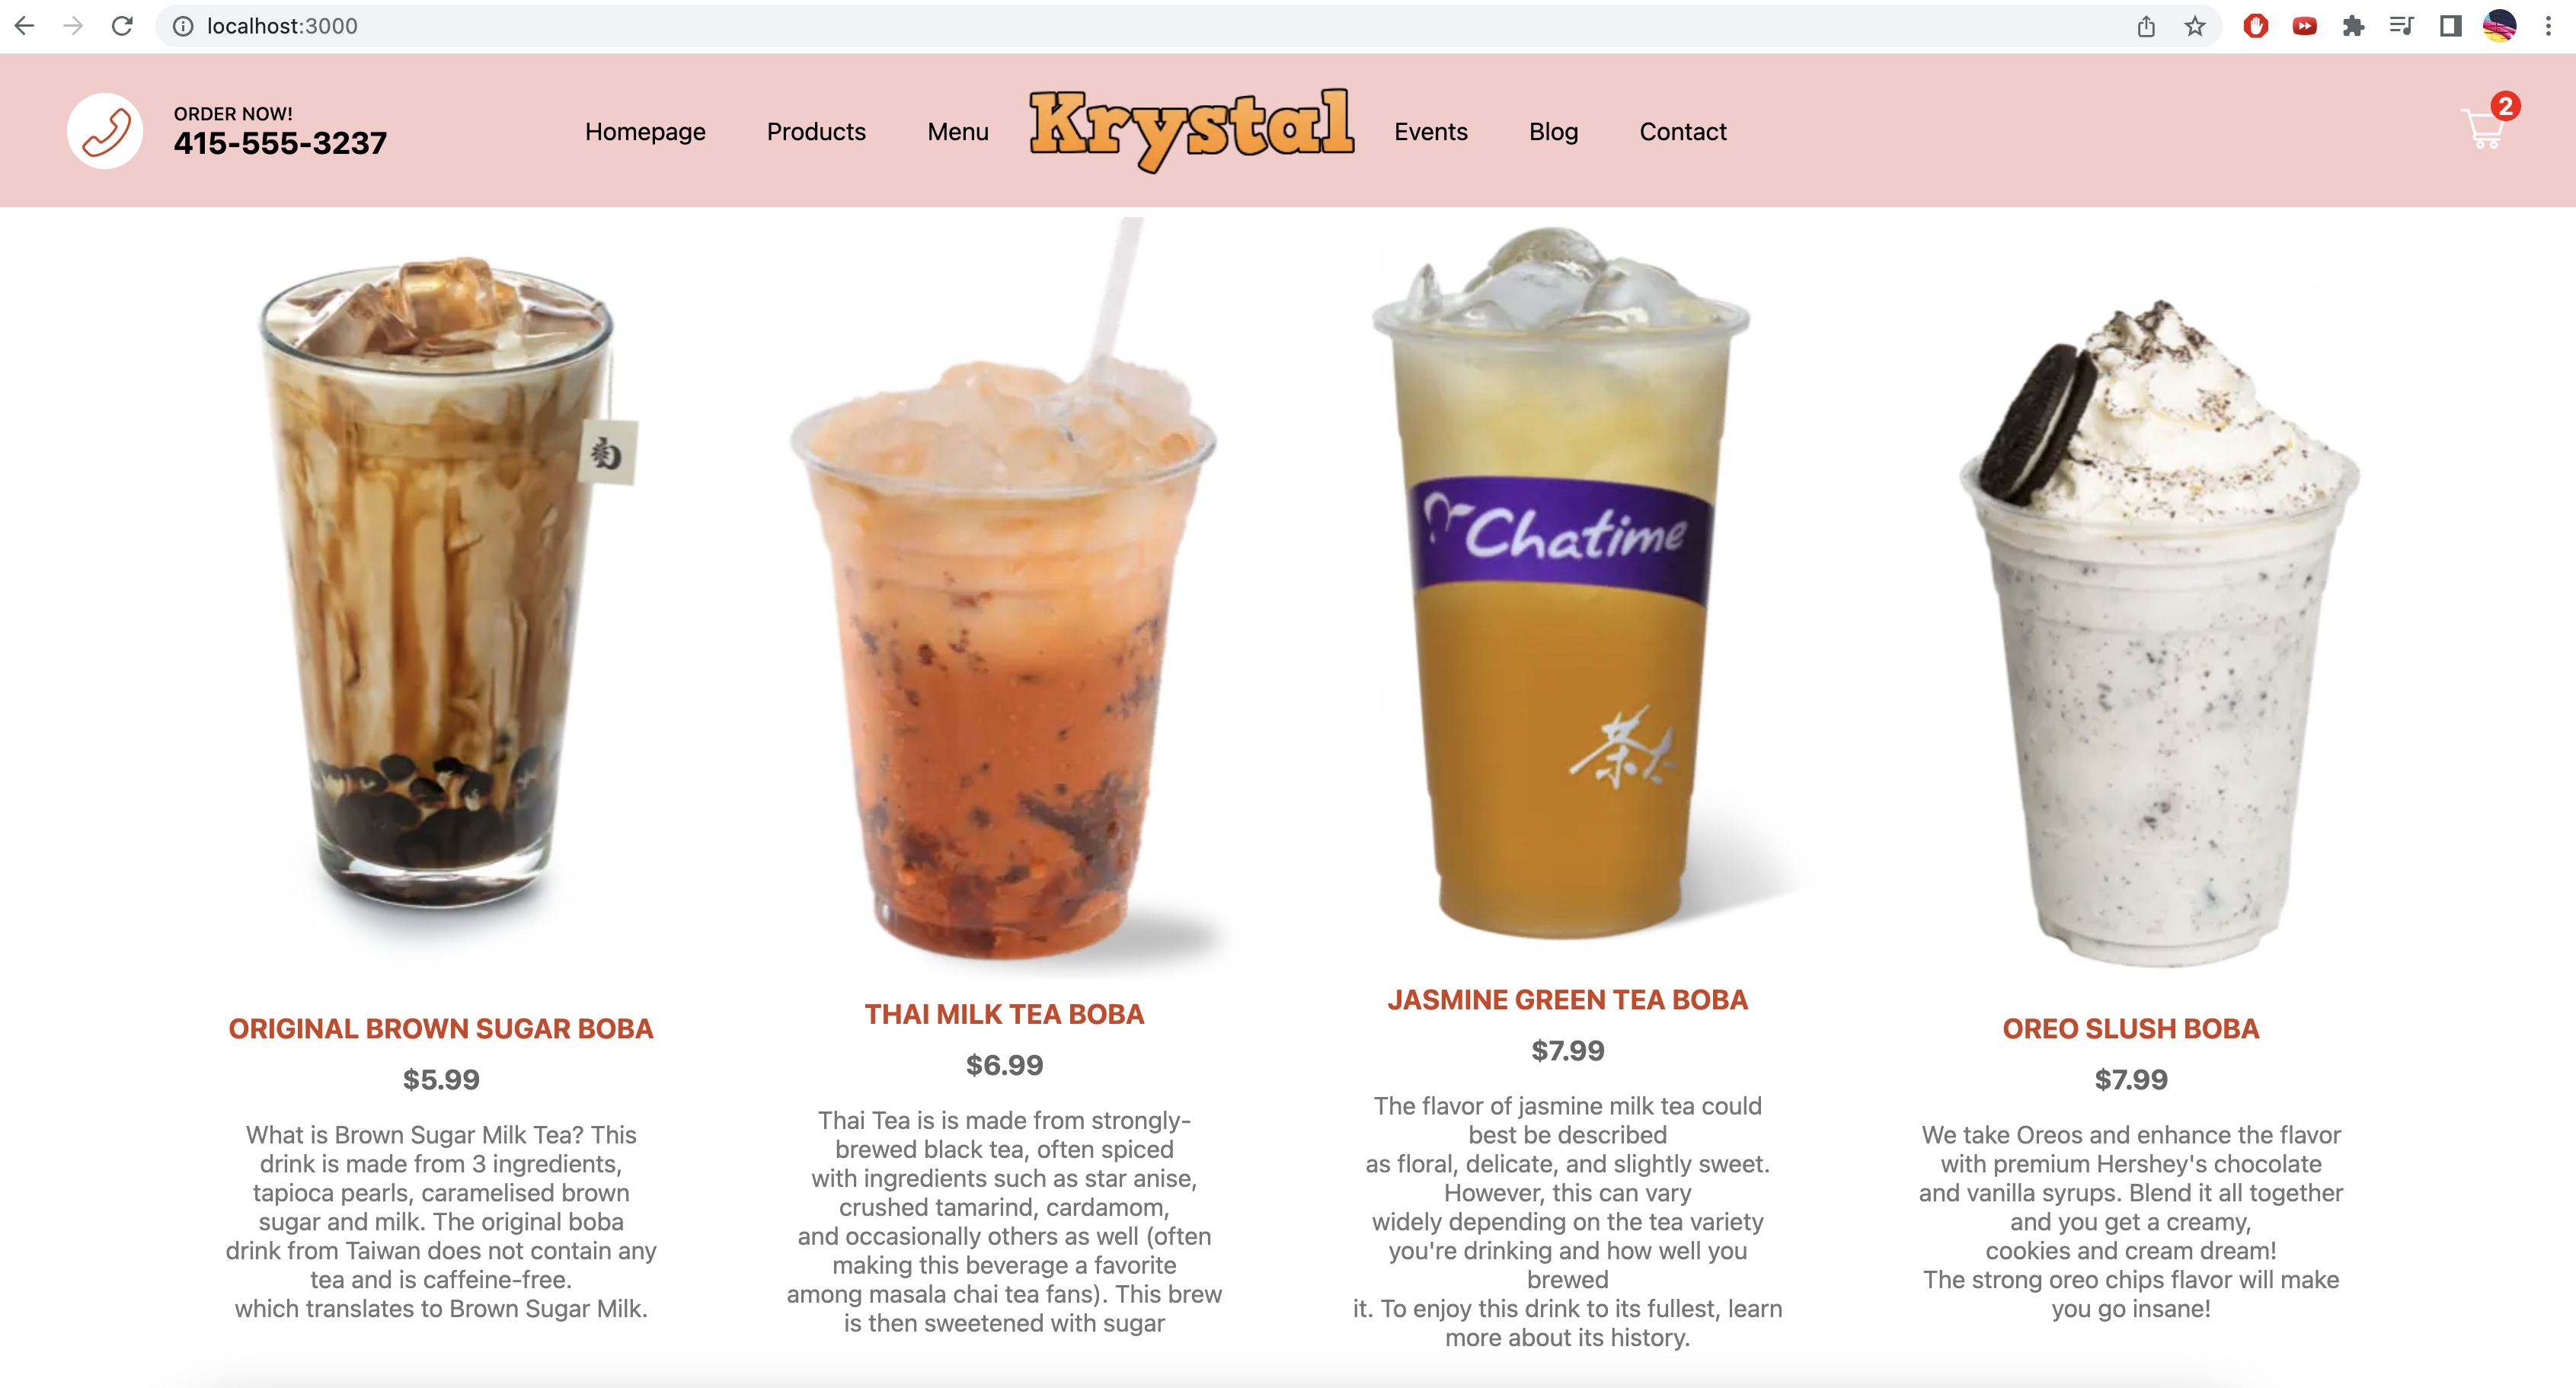 localhost:3000
ORDER NOW!
415-555-3237
Homepage
Products
Menu
Krystal
Events
Blog
Contact
2
Chatime
茶太
ORIGINAL BROWN SUGAR BOBA
$5.99
What is Brown Sugar Milk Tea? This
drink is made from 3 ingredients,
tapioca pearls, caramelised brown
sugar and milk. The original boba
drink from Taiwan does not contain any
tea and is caffeine-free.
which translates to Brown Sugar Milk.
THAI MILK TEA BOBA
$6.99
Thai Tea is is made from strongly-
brewed black tea, often spiced
with ingredients such as star anise,
crushed tamarind, cardamom,
and occasionally others as well (often
making this beverage a favorite
among masala chai tea fans). This brew
is then sweetened with sugar
JASMINE GREEN TEA BOBA
$7.99
The flavor of jasmine milk tea could
best be described
as floral, delicate, and slightly sweet.
However, this can vary
widely depending on the tea variety
you're drinking and how well you
brewed
it. To enjoy this drink to its fullest, learn
more about its history.
OREO SLUSH BOBA
$7.99
We take Oreos and enhance the flavor
with premium Hershey's chocolate
and vanilla syrups. Blend it all together
and you get a creamy,
cookies and cream dream!
The strong oreo chips flavor will make
you go insane!